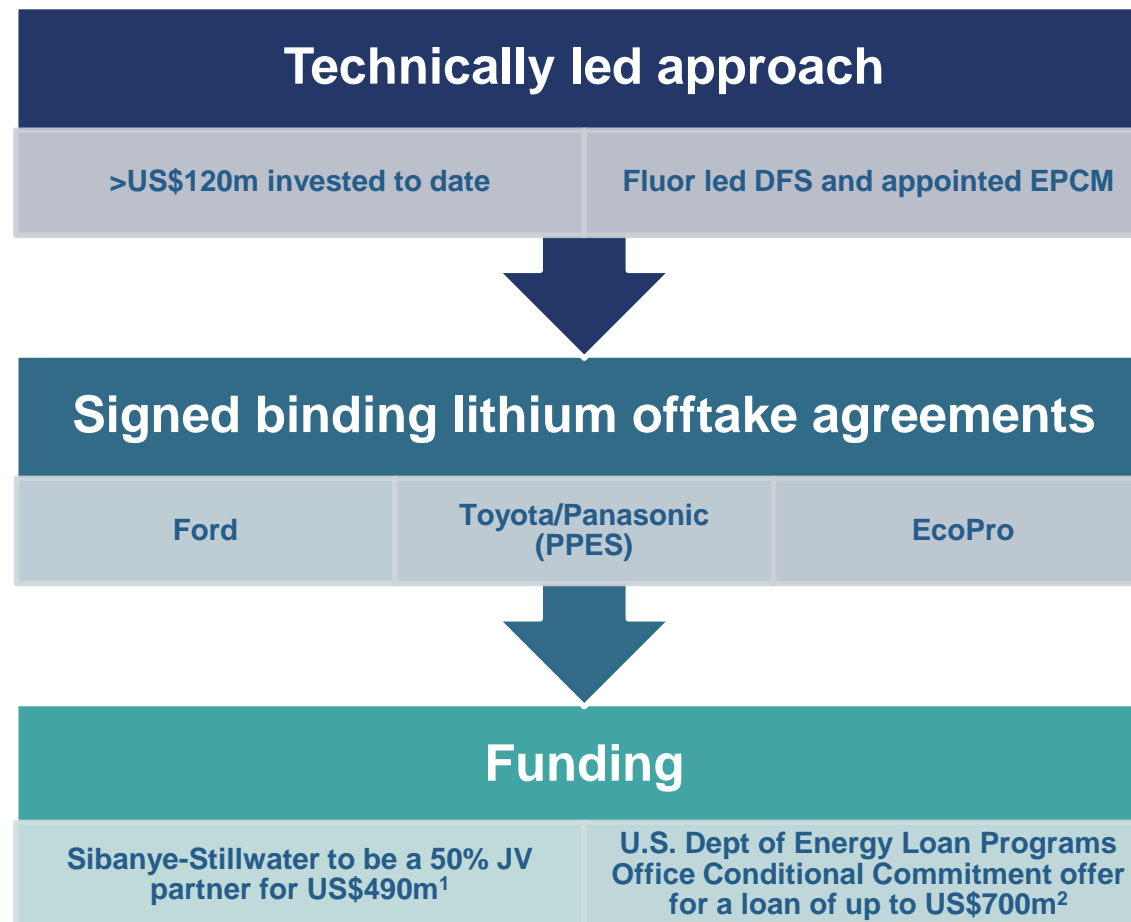 Technically led approach
>US$120m invested to date
Fluor led DFS and appointed EPCM
Signed binding lithium offtake agreements
Ford
Toyota/Panasonic
(PPES)
EcoPro
Funding
Sibanye-Stillwater to be a 50% JV
partner for US$490m¹
U.S. Dept of Energy Loan Programs
Office Conditional Commitment offer
for a loan of up to US$700m²